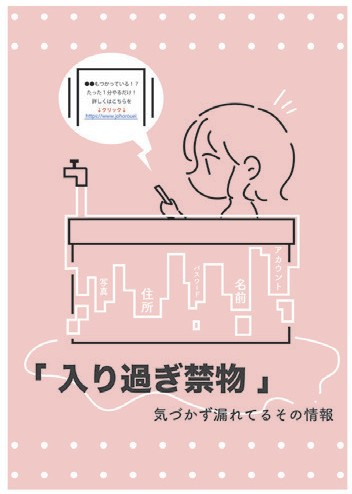 ●●もつかっている！？
たった１分やるだけ！
詳しくはこちらを
↓クリック↓
https://www.johorouei
写真
住所
パスワード
名前
アカウント
「 入り過ぎ禁物 」
気づかず漏れてるその情報